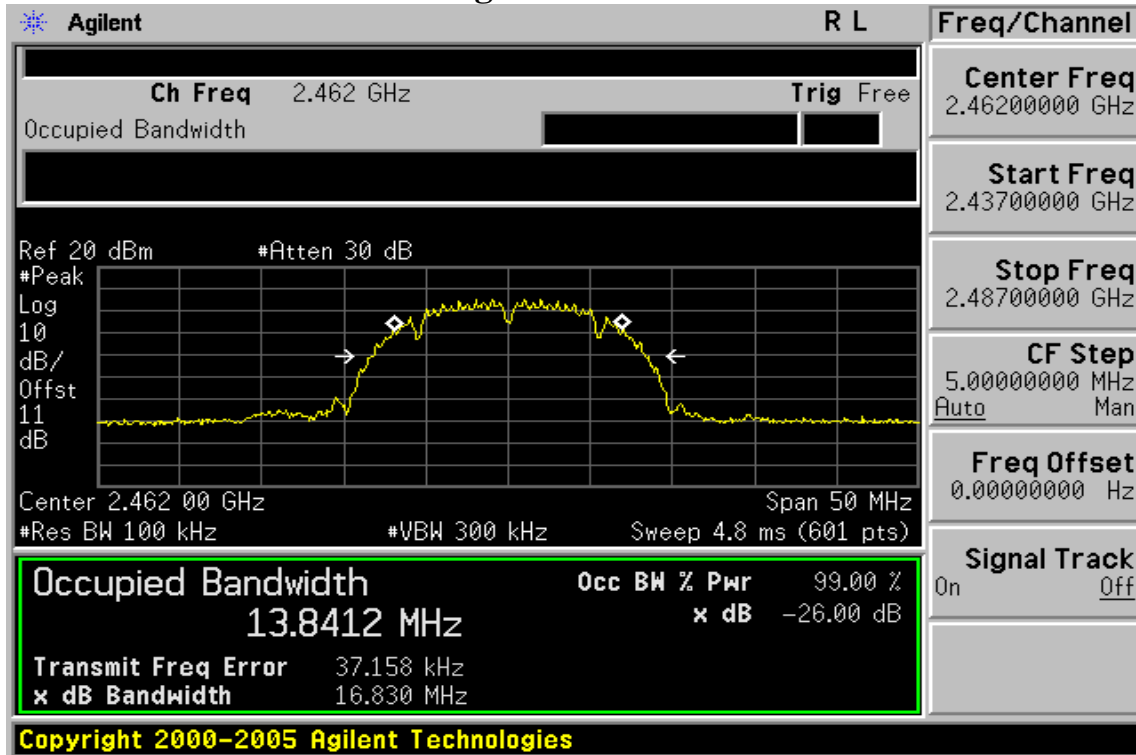 Agilent R L
Freq/Channel
Ch Freq 2.462 GHz Trig Free
Occupied Bandwidth
Center Freq
2.46200000 GHz
Start Freq
2.43700000 GHz
Stop Freq
2.48700000 GHz
CF Step
5.00000000 MHz
Auto Man
Freq Offset
0.00000000 Hz
Signal Track
On Off
Ref 20 dBm #Atten 30 dB
#Peak
Log
10
dB/
Offst
11
dB
Center 2.462 00 GHz Span 50 MHz
#Res BW 100 kHz #VBW 300 kHz Sweep 4.8 ms (601 pts)
Occupied Bandwidth Occ BW % Pwr 99.00 %
13.8412 MHz x dB -26.00 dB
Transmit Freq Error 37.158 kHz
x dB Bandwidth 16.830 MHz
Copyright 2000-2005 Agilent Technologies